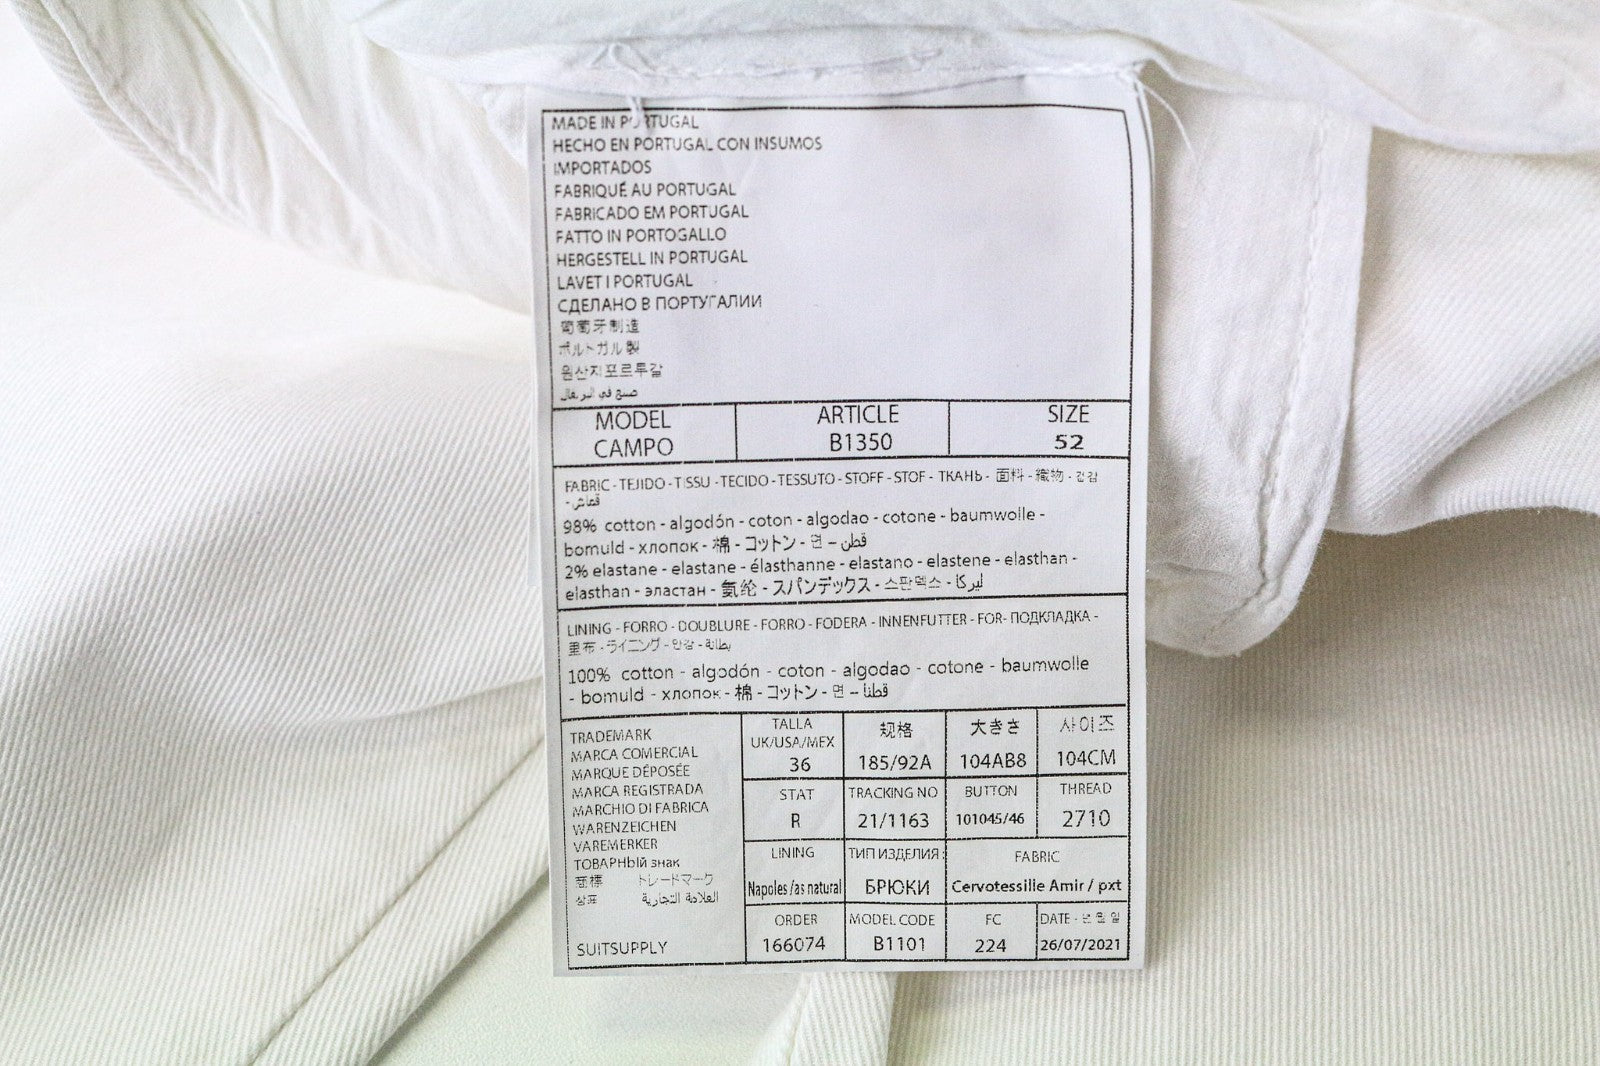 MADE IN PORTUGAL
HECHO EN PORTUGAL CON INSUMOS
IMPORTADOS
FABRIQUÉ AU PORTUGAL
FABRICADO EM PORTUGAL
FATTO IN PORTOGALLO
HERGESTELL IN PORTUGAL
LAVET I PORTUGAL
СДЕЛАНО В ПОРТУГАЛИИ
葡萄牙制造
ポルトガル製
원산지포르투갈
صنع في البرتغال
MODEL ARTICLE SIZE
CAMPO B1350 52
FABRIC - TEJIDO - TISSU - TECIDO - TESSUTO - STOFF - STOF - ТКАНЬ - 面料 - 織物 - 겉감
- قماش
98% cotton - algodón - coton - algodao - cotone - baumwolle -
bomuld - хлопок - 棉 - コットン - 면 – قطن
2% elastane - elastane - élasthanne - elastano - elastene - elasthan -
elasthan - эластан - 氨纶 - スパンデックス - 스판덱스 - ليركا
LINING - FORRO - DOUBLURE - FORRO - FODERA - INNENFUTTER - FOR- ПОДКЛАДКА -
里布 - ライニング - 안감 - بطانة
100% cotton - algodón - coton - algodao - cotone - baumwolle
- bomuld - хлопок - 棉 - コットン - 면 – قطنا
TRADEMARK
MARCA COMERCIAL
MARQUE DÉPOSÉE
MARCA REGISTRADA
MARCHIO DI FABRICA
WARENZEICHEN
VAREMERKER
ТОВАРНЫЙ знак
商標 トレードマーク
상표 العلامة التجارية
SUITSUPPLY
TALLA 规格 大きさ 사이즈
UK/USA/MEX
36 185/92A 104AB8 104CM
STAT TRACKING NO BUTTON THREAD
R 21/1163 101045/46 2710
LINING ТИП ИЗДЕЛИЯ: FABRIC
Napoles /as natural БРЮКИ Cervotessille Amir / pxt
ORDER MODEL CODE FC DATE - 년 월 일
166074 B1101 224 26/07/2021